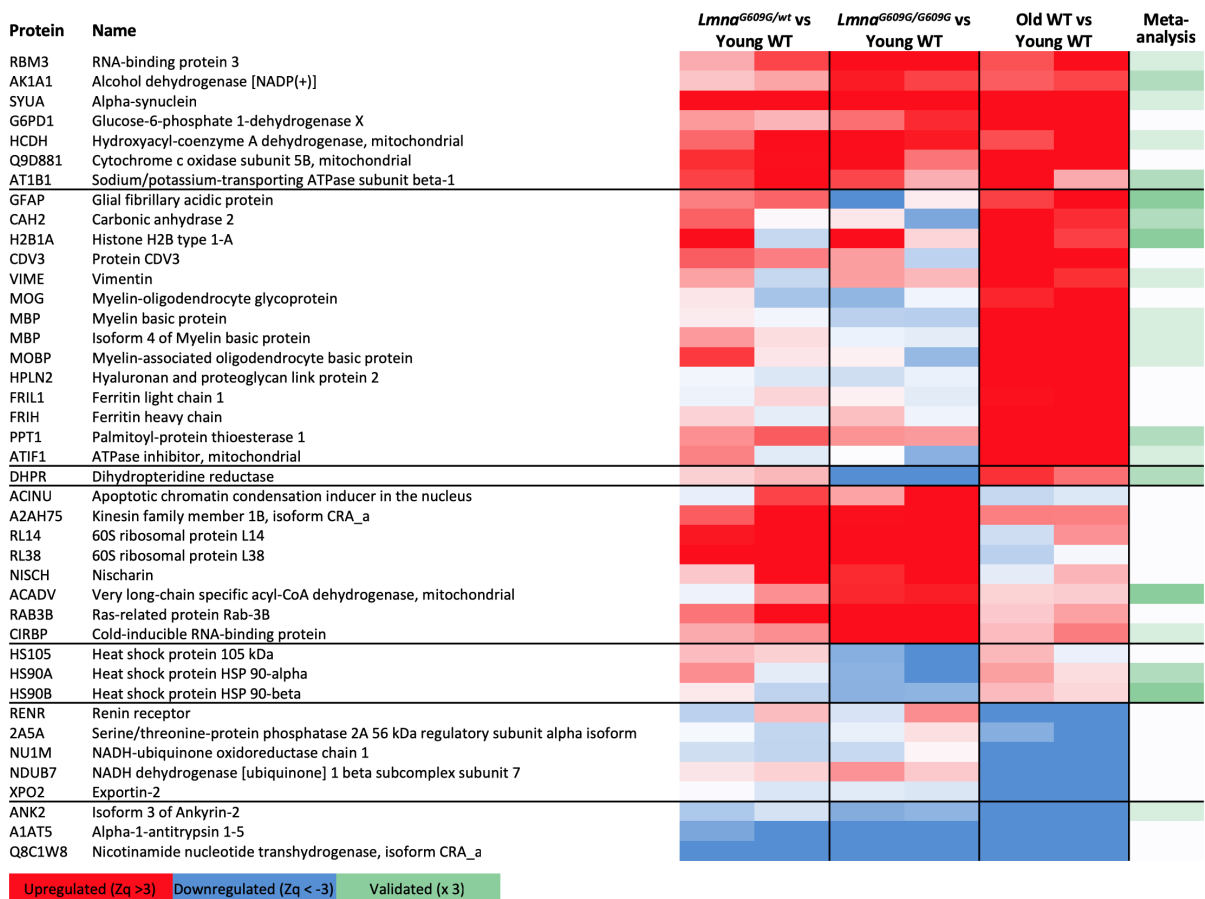 Protein Name Lmna^G609G/wt vs Young WT Lmna^G609G/G609G vs Young WT Old WT vs Young WT Meta-analysis
RBM3 RNA-binding protein 3
AK1A1 Alcohol dehydrogenase [NADP(+)]
SYUA Alpha-synuclein
G6PD1 Glucose-6-phosphate 1-dehydrogenase X
HCDH Hydroxyacyl-coenzyme A dehydrogenase, mitochondrial
Q9D881 Cytochrome c oxidase subunit 5B, mitochondrial
AT1B1 Sodium/potassium-transporting ATPase subunit beta-1
GFAP Glial fibrillary acidic protein
CAH2 Carbonic anhydrase 2
H2B1A Histone H2B type 1-A
CDV3 Protein CDV3
VIME Vimentin
MOG Myelin-oligodendrocyte glycoprotein
MBP Myelin basic protein
MBP Isoform 4 of Myelin basic protein
MOBP Myelin-associated oligodendrocyte basic protein
HPLN2 Hyaluronan and proteoglycan link protein 2
FRIL1 Ferritin light chain 1
FRIH Ferritin heavy chain
PPT1 Palmitoyl-protein thioesterase 1
ATIF1 ATPase inhibitor, mitochondrial
DHPR Dihydropteridine reductase
ACINU Apoptotic chromatin condensation inducer in the nucleus
A2AH75 Kinesin family member 1B, isoform CRA_a
RL14 60S ribosomal protein L14
RL38 60S ribosomal protein L38
NISCH Nischarin
ACADV Very long-chain specific acyl-CoA dehydrogenase, mitochondrial
RAB3B Ras-related protein Rab-3B
CIRBP Cold-inducible RNA-binding protein
HS105 Heat shock protein 105 kDa
HS90A Heat shock protein HSP 90-alpha
HS90B Heat shock protein HSP 90-beta
RENR Renin receptor
2A5A Serine/threonine-protein phosphatase 2A 56 kDa regulatory subunit alpha isoform
NU1M NADH-ubiquinone oxidoreductase chain 1
NDUB7 NADH dehydrogenase [ubiquinone] 1 beta subcomplex subunit 7
XPO2 Exportin-2
ANK2 Isoform 3 of Ankyrin-2
A1AT5 Alpha-1-antitrypsin 1-5
Q8C1W8 Nicotinamide nucleotide transhydrogenase, isoform CRA_a
Upregulated (Zq >3) Downregulated (Zq < -3) Validated (x 3)